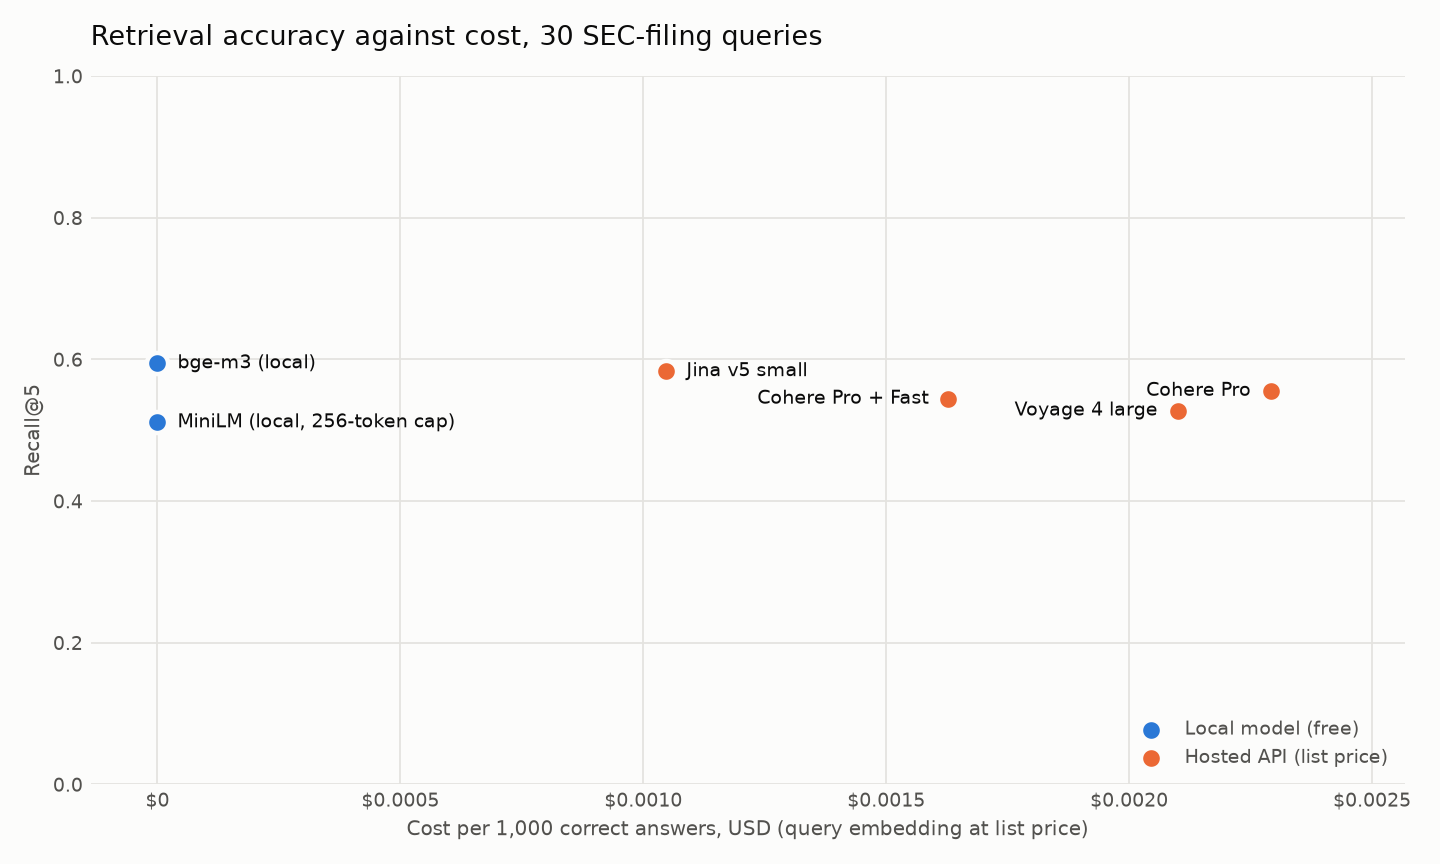 Retrieval accuracy against cost, 30 SEC-filing queries
1.0
0.8
0.6
0.4
0.2
0.0
Recall@5
bge-m3 (local)
MiniLM (local, 256-token cap)
Jina v5 small
Cohere Pro + Fast
Cohere Pro
Voyage 4 large
Local model (free)
Hosted API (list price)
$0
$0.0005
$0.0010
$0.0015
$0.0020
$0.0025
Cost per 1,000 correct answers, USD (query embedding at list price)